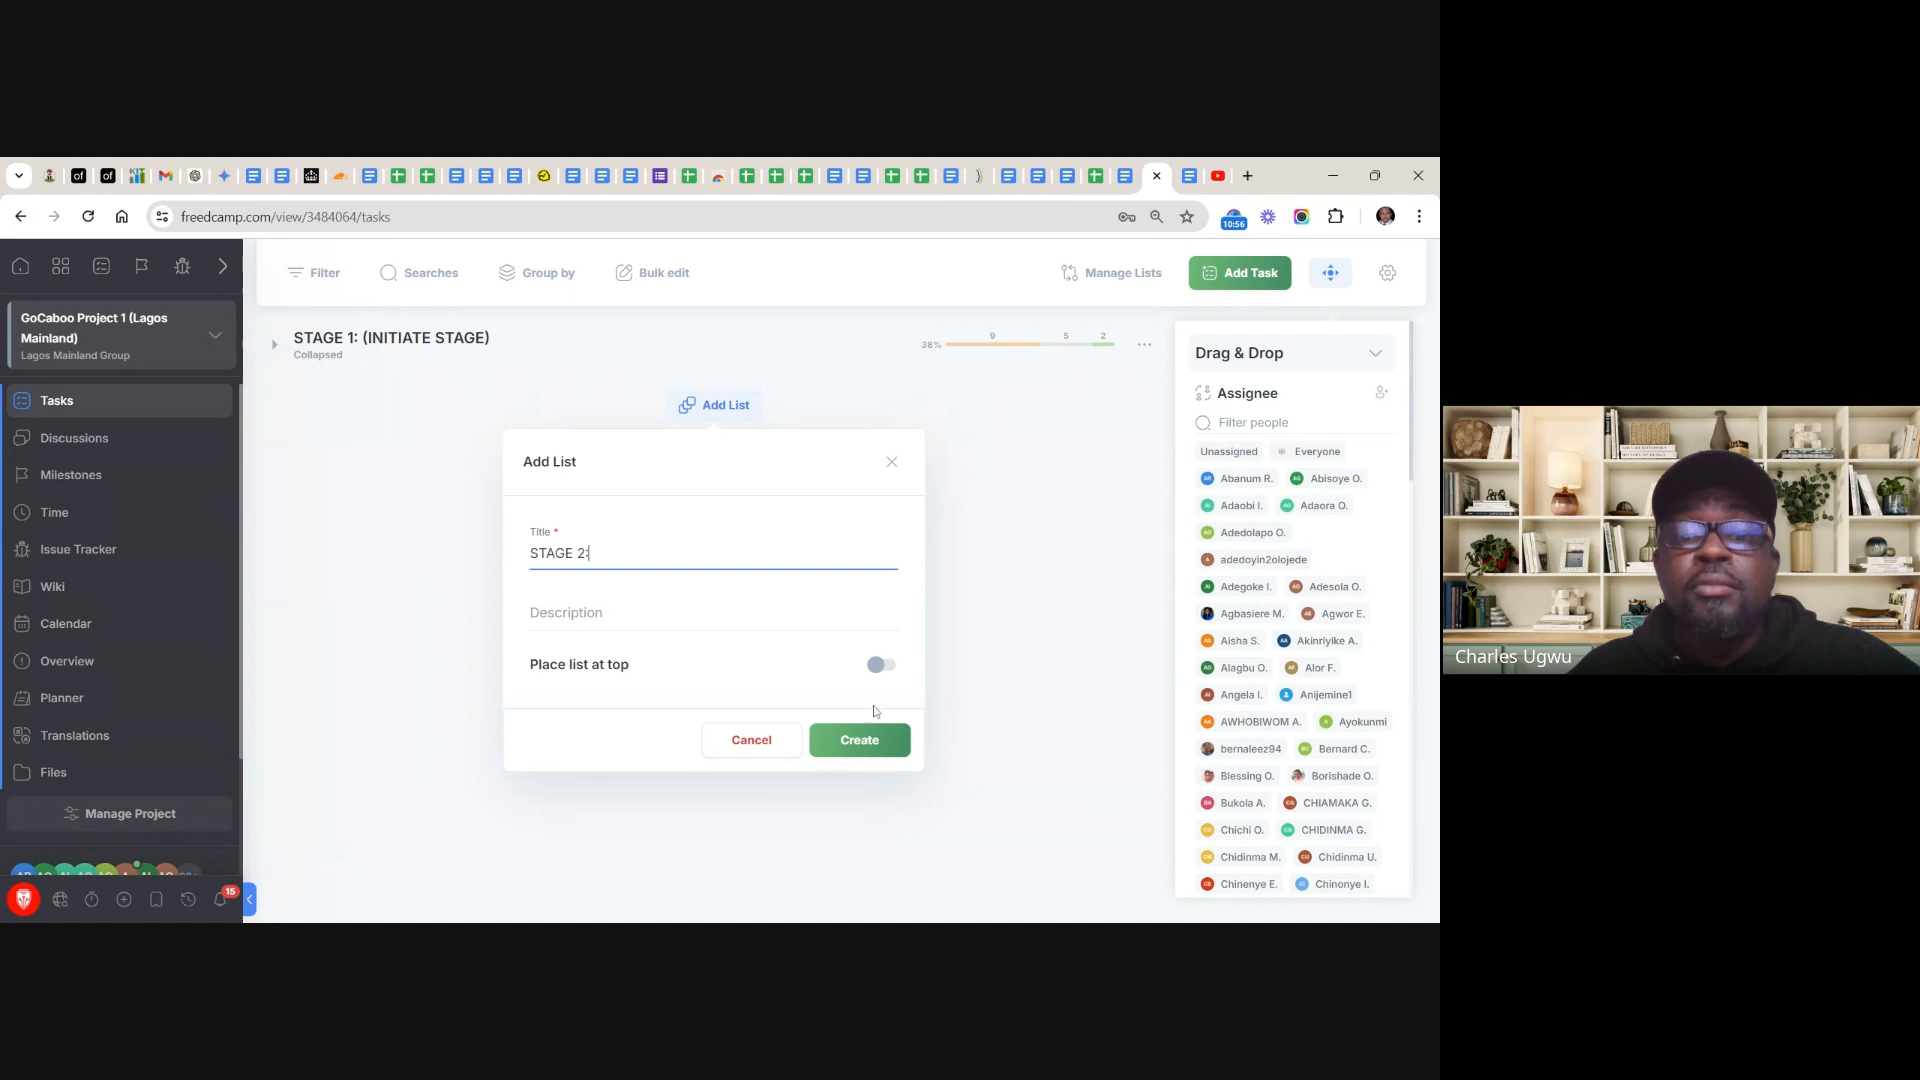 of
of
KIT
freedcamp.com/view/3484064/tasks
10:56
GoCaboo Project 1 (Lagos
Mainland)
Lagos Mainland Group
Tasks
Discussions
Milestones
Time
Issue Tracker
Wiki
Calendar
Overview
Planner
Translations
Files
Manage Project
15
Filter
Searches
Group by
Bulk edit
Manage Lists
Add Task
STAGE 1: (INITIATE STAGE)
Collapsed
38%
9
5
2
Add List
Add List
Title *
STAGE 2:
Description
Place list at top
Cancel
Create
Drag & Drop
Assignee
Filter people
Unassigned Everyone
Abanum R. Abisoye O.
Adaobi I. Adaora O.
Adedolapo O.
adedoyin2olojede
Adegoke I. Adesola O.
Agbasiere M. Agwor E.
Aisha S. Akinriyike A.
Alagbu O. Alor F.
Angela I. Anijemine1
AWHOBIWOM A. Ayokunmi
bernaleez94 Bernard C.
Blessing O. Borishade O.
Bukola A. CHIAMAKA G.
Chichi O. CHIDINMA G.
Chidinma M. Chidinma U.
Chinenye E. Chinonye I.
Charles Ugwu